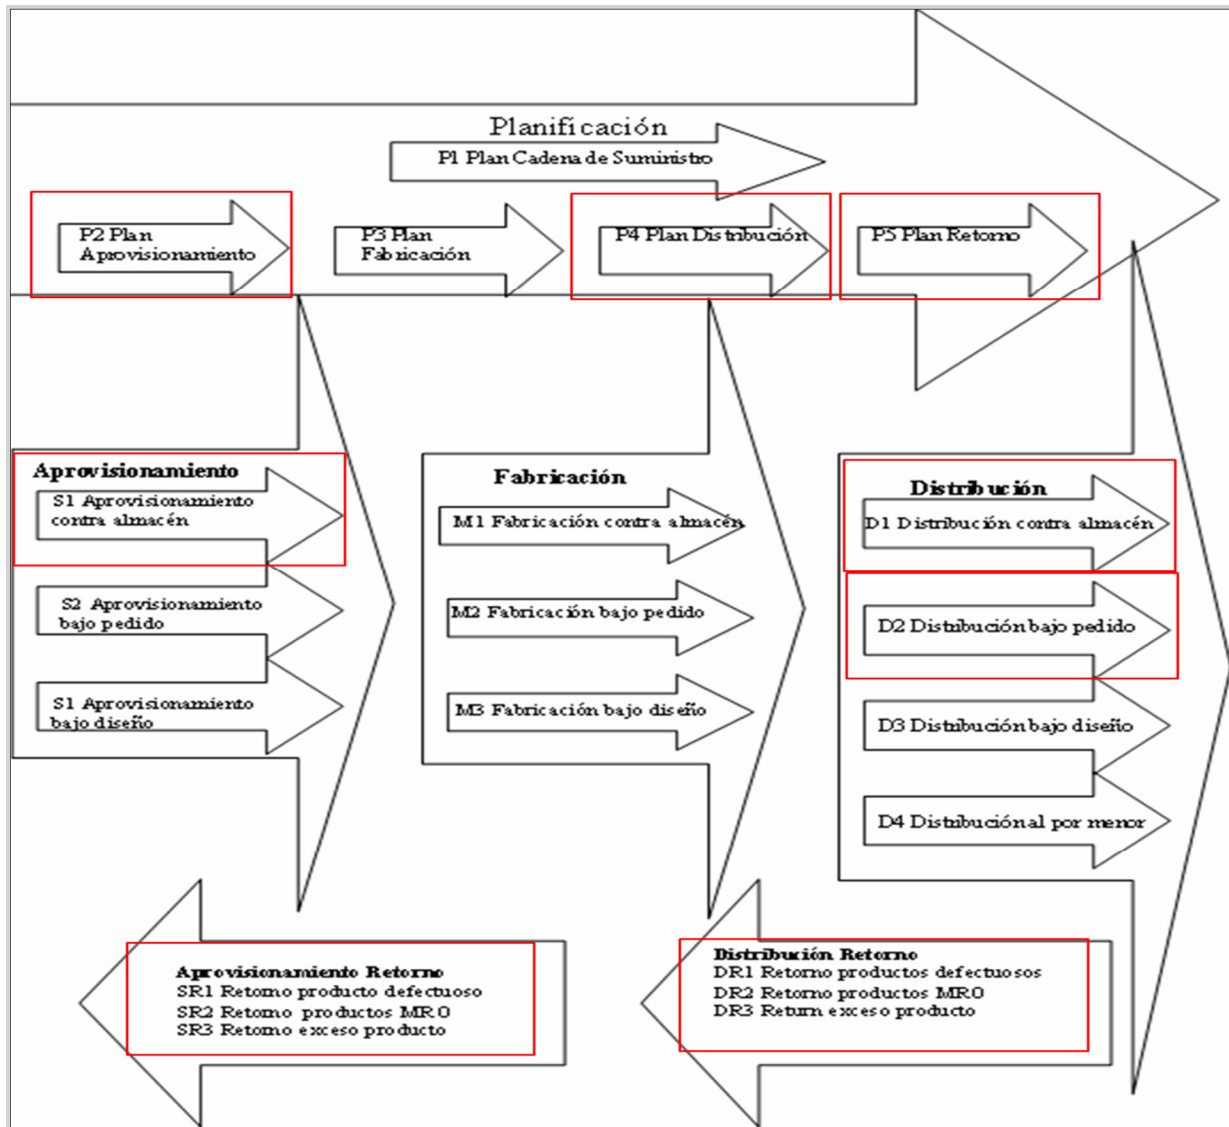 Planificación
P1 Plan Cadena de Suministro
P2 Plan
Aprovisionamiento
P3 Plan
Fabricación
P4 Plan Distribución
P5 Plan Retorno
Aprovisionamiento
S1 Aprovisionamiento
contra almacén
S2 Aprovisionamiento
bajo pedido
S1 Aprovisionamiento
bajo diseño
Fabricación
M1 Fabricación contra almacén
M2 Fabricación bajo pedido
M3 Fabricación bajo diseño
Distribución
D1 Distribución contra almacén
D2 Distribución bajo pedido
D3 Distribución bajo diseño
D4 Distribuciónal por menor
Aprovisionamiento Retorno
SR1 Retorno producto defectuoso
SR2 Retorno productos MRO
SR3 Retorno exceso producto
Distribución Retorno
DR1 Retorno productos defectuosos
DR2 Retorno productos MRO
DR3 Return exceso producto